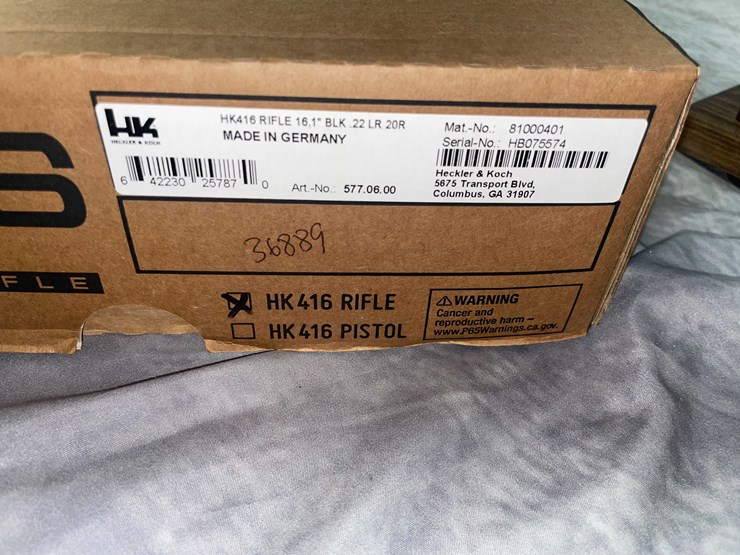 HK
HECKLER & KOCH
HK416 RIFLE 16,1" BLK .22 LR 20R
MADE IN GERMANY
6 42230 25787 0
Art.-No.: 577.06.00
Mat.-No.: 81000401
Serial-No.: HB075574
Heckler & Koch
5675 Transport Blvd,
Columbus, GA 31907
36889
S
FLE
HK416 RIFLE
HK416 PISTOL
⚠WARNING
Cancer and
reproductive harm –
www.P65Warnings.ca.gov.